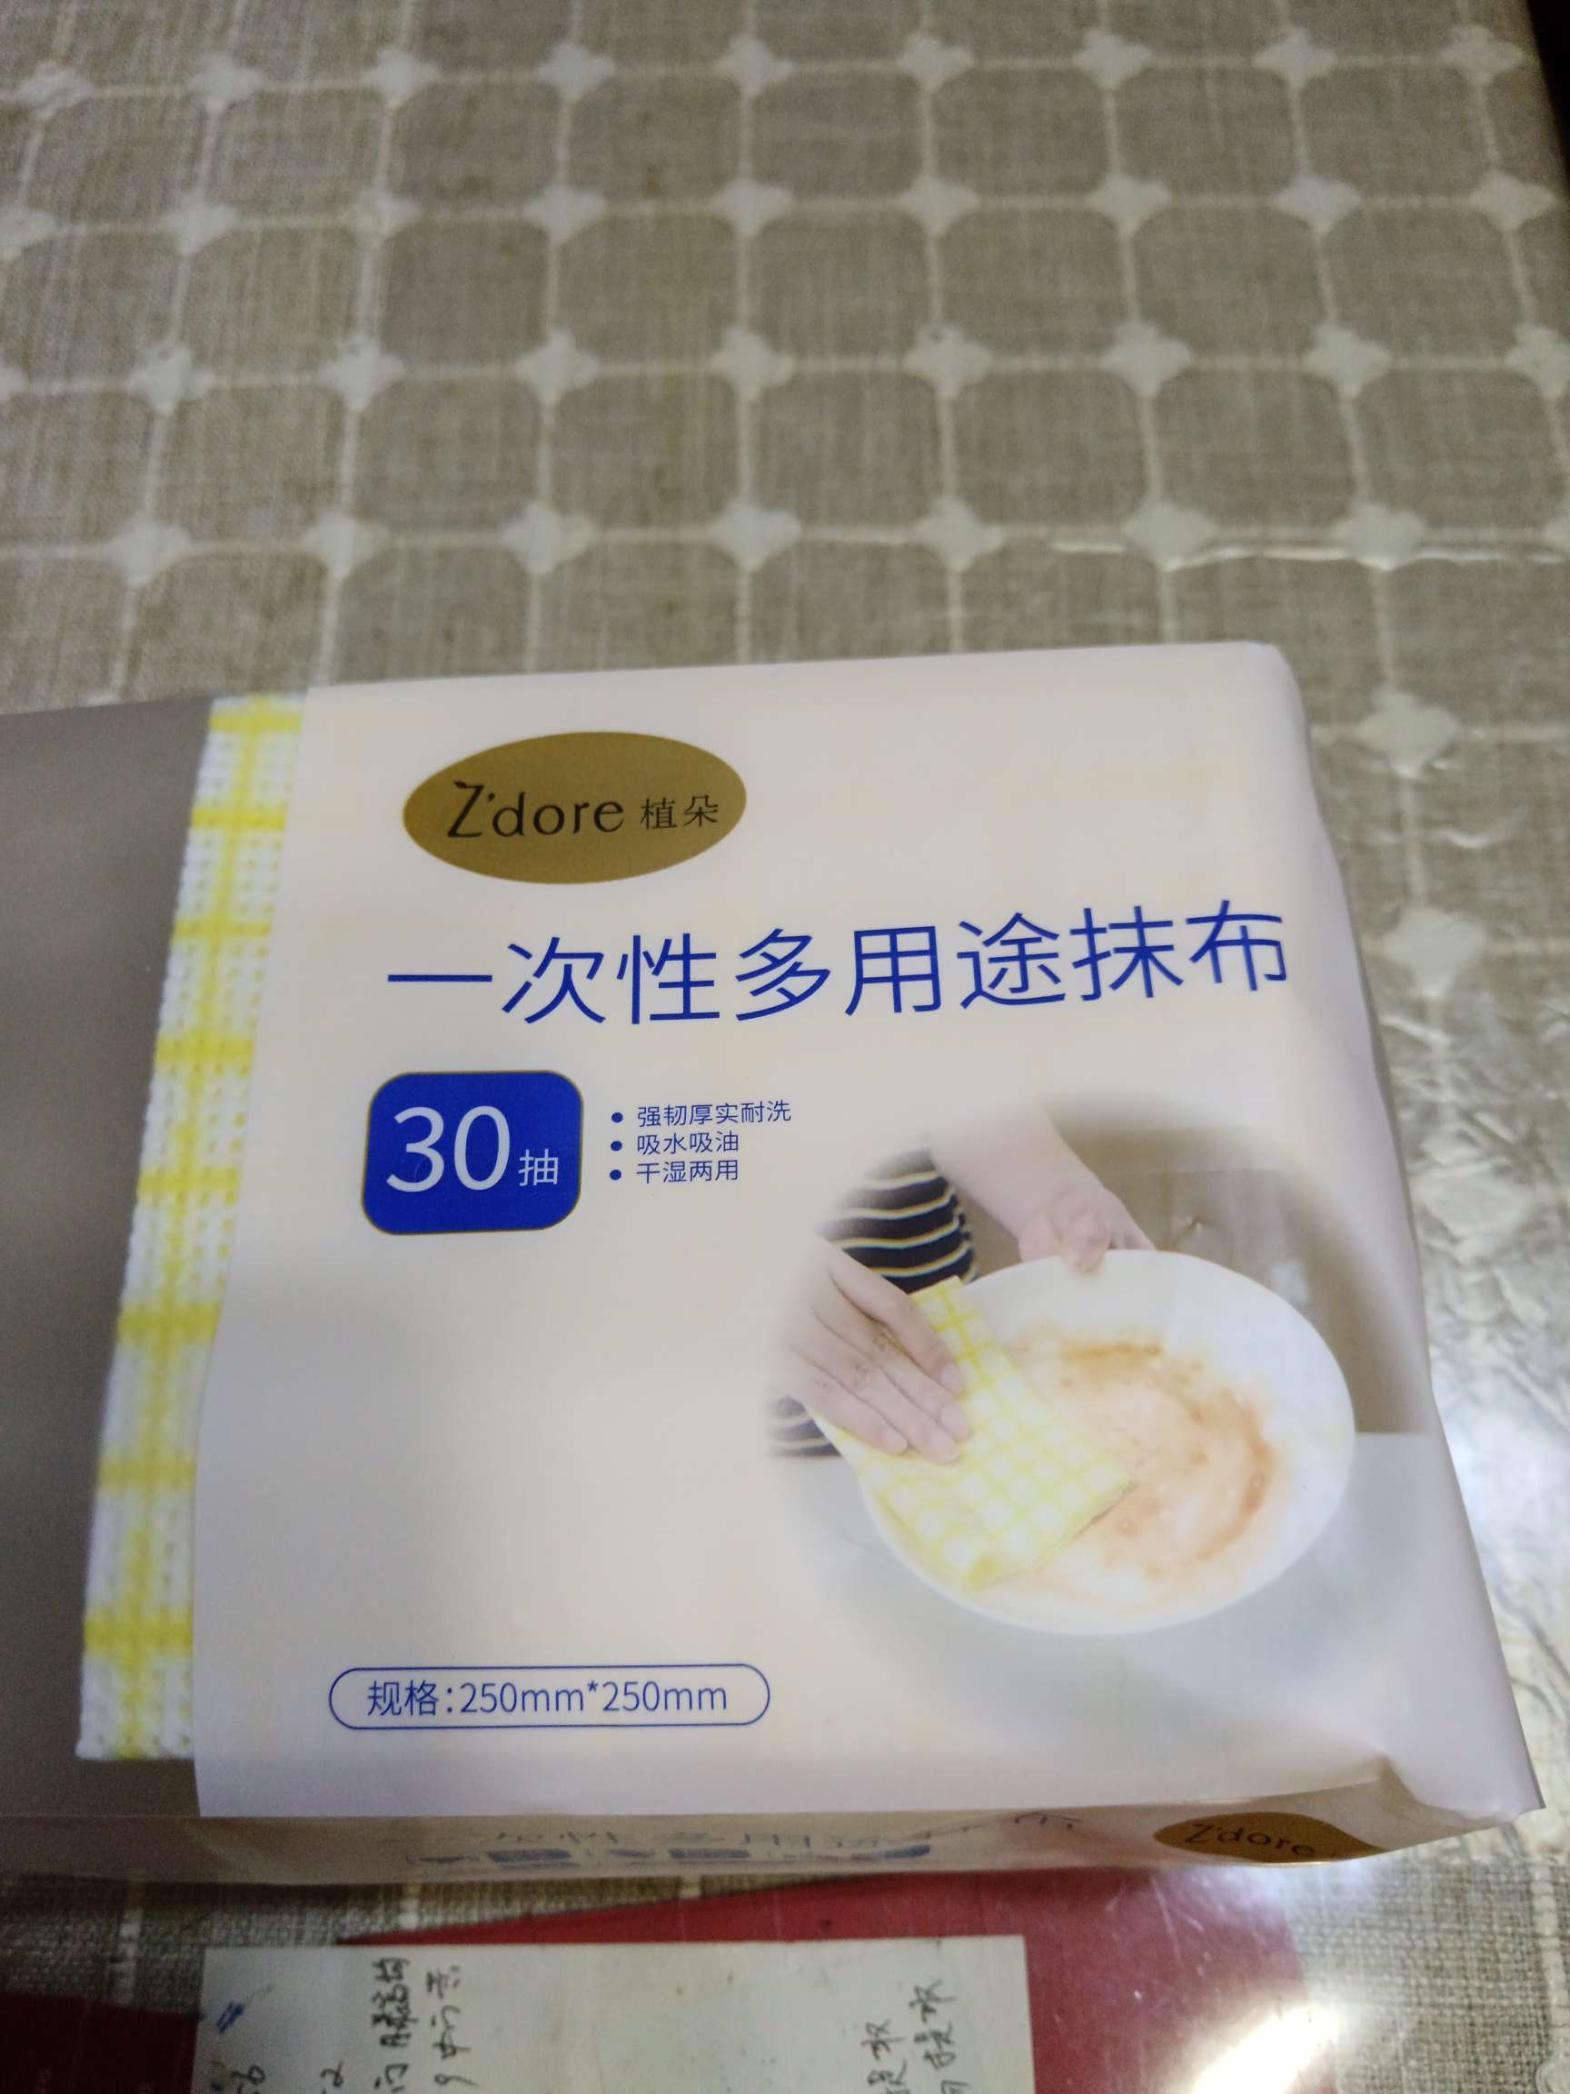 Z'dore 植朵
一次性多用途抹布
30抽
• 强韧厚实耐洗
• 吸水吸油
• 干湿两用
规格:250mm*250mm
Z'dore